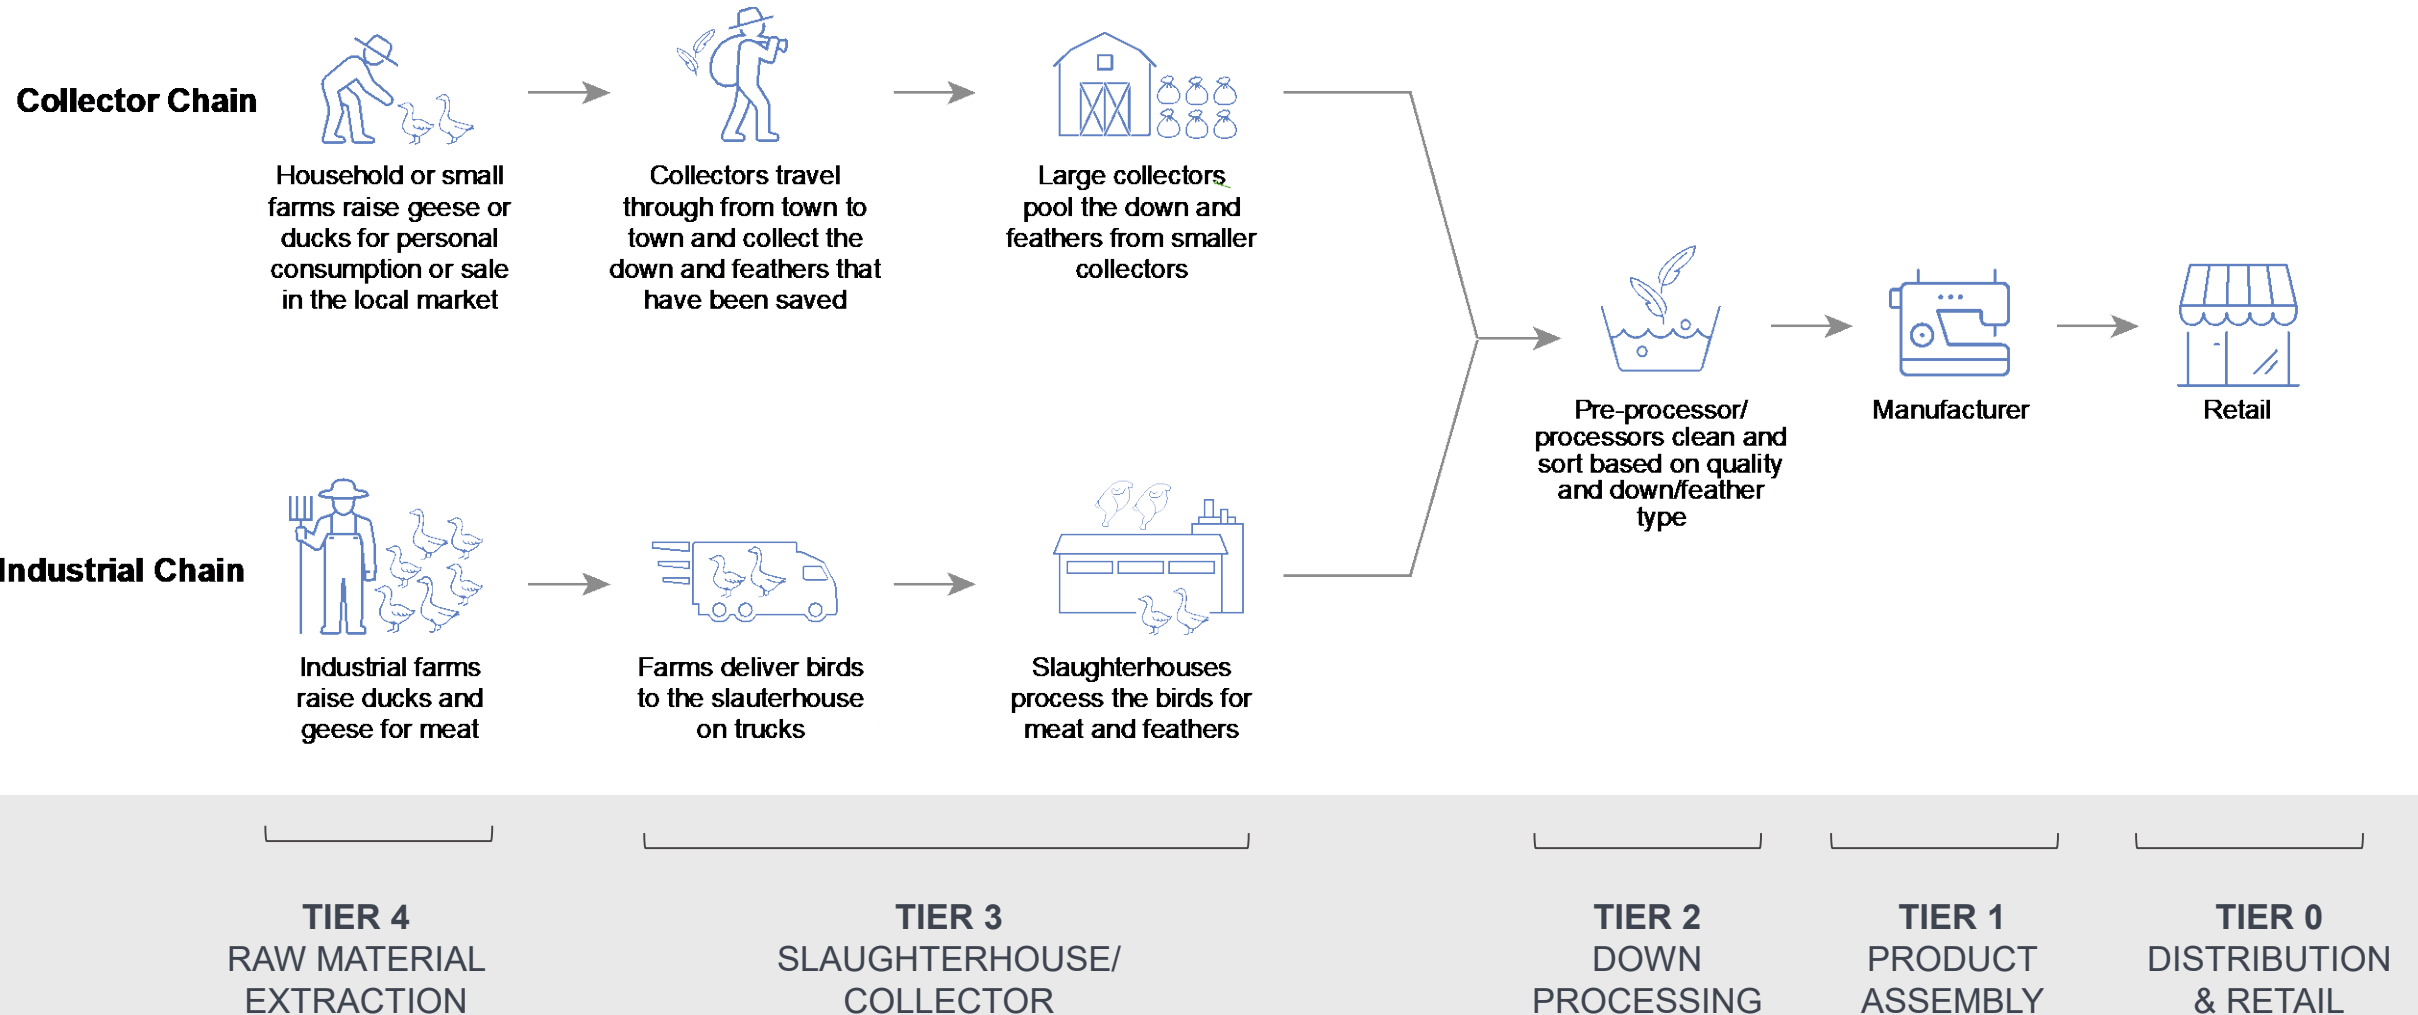 Collector Chain
Household or small
farms raise geese or
ducks for personal
consumption or sale
in the local market
Collectors travel
through from town to
town and collect the
down and feathers that
have been saved
Large collectors
pool the down and
feathers from smaller
collectors
Industrial Chain
Industrial farms
raise ducks and
geese for meat
Farms deliver birds
to the slauterhouse
on trucks
Slaughterhouses
process the birds for
meat and feathers
Pre-processor/
processors clean and
sort based on quality
and down/feather
type
Manufacturer
Retail
TIER 4
RAW MATERIAL
EXTRACTION
TIER 3
SLAUGHTERHOUSE/
COLLECTOR
TIER 2
DOWN
PROCESSING
TIER 1
PRODUCT
ASSEMBLY
TIER 0
DISTRIBUTION
& RETAIL